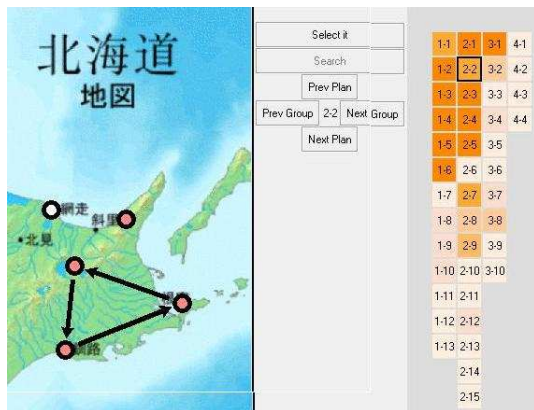 北海道
地図
網走
斜里
北見
釧路
Select it
Search
Prev Plan
Prev Group 2-2 Next Group
Next Plan
1-1 2-1 3-1 4-1
1-2 2-2 3-2 4-2
1-3 2-3 3-3 4-3
1-4 2-4 3-4 4-4
1-5 2-5 3-5
1-6 2-6 3-6
1-7 2-7 3-7
1-8 2-8 3-8
1-9 2-9 3-9
1-10 2-10 3-10
1-11 2-11
1-12 2-12
1-13 2-13
2-14
2-15